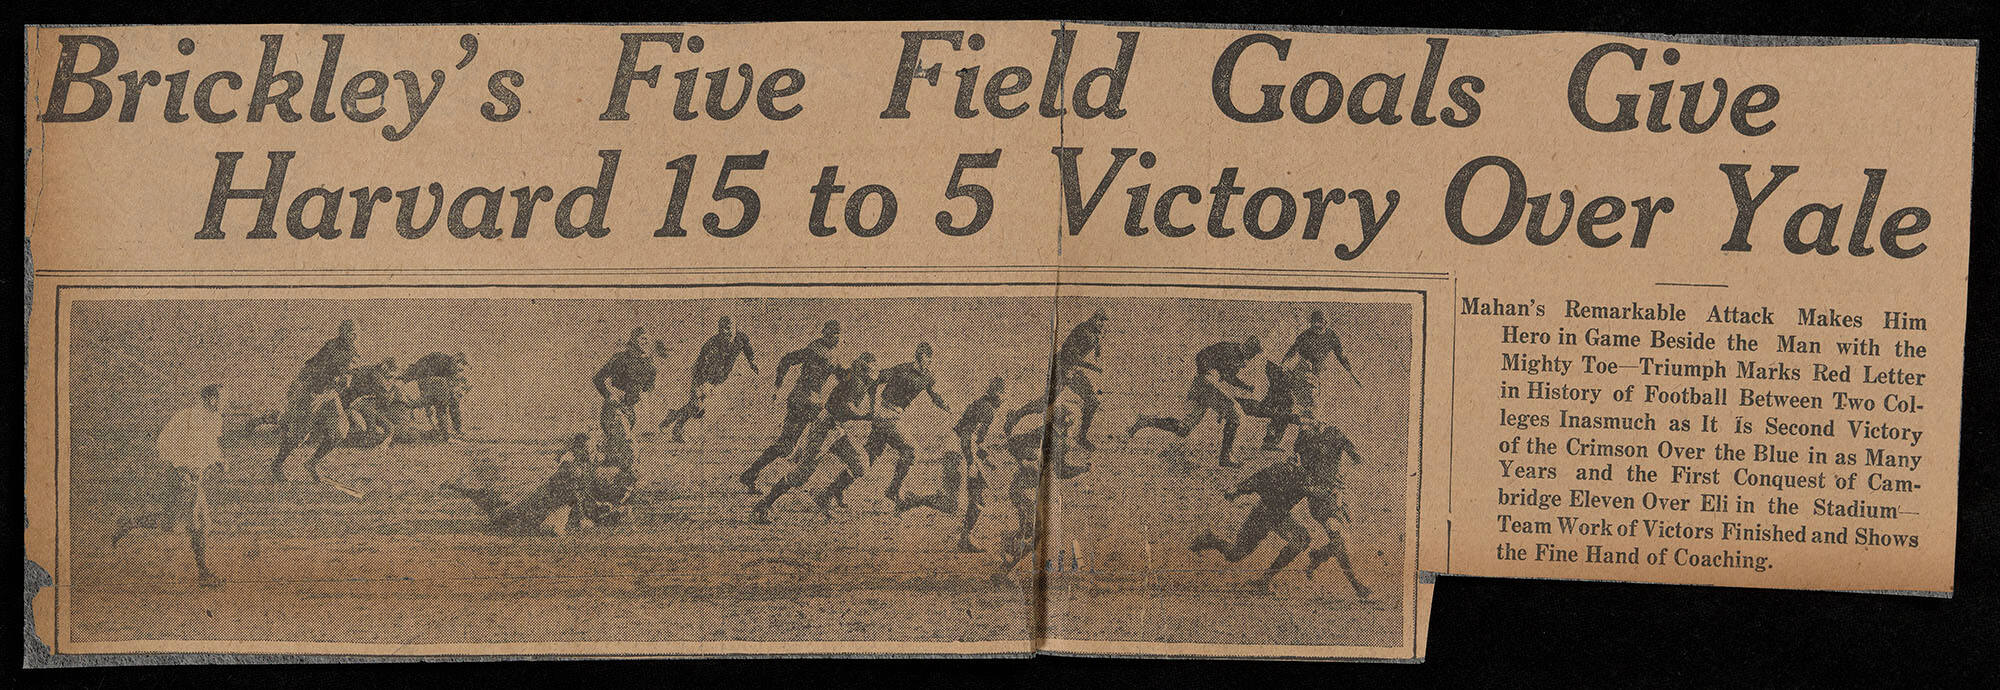 Brickley's Five Field Goals Give
Harvard 15 to 5 Victory Over Yale
Mahan's Remarkable Attack Makes Him
Hero in Game Beside the Man with the
Mighty Toe—Triumph Marks Red Letter
in History of Football Between Two Col-
leges Inasmuch as It Is Second Victory
of the Crimson Over the Blue in as Many
Years and the First Conquest of Cam-
bridge Eleven Over Eli in the Stadium—
Team Work of Victors Finished and Shows
the Fine Hand of Coaching.